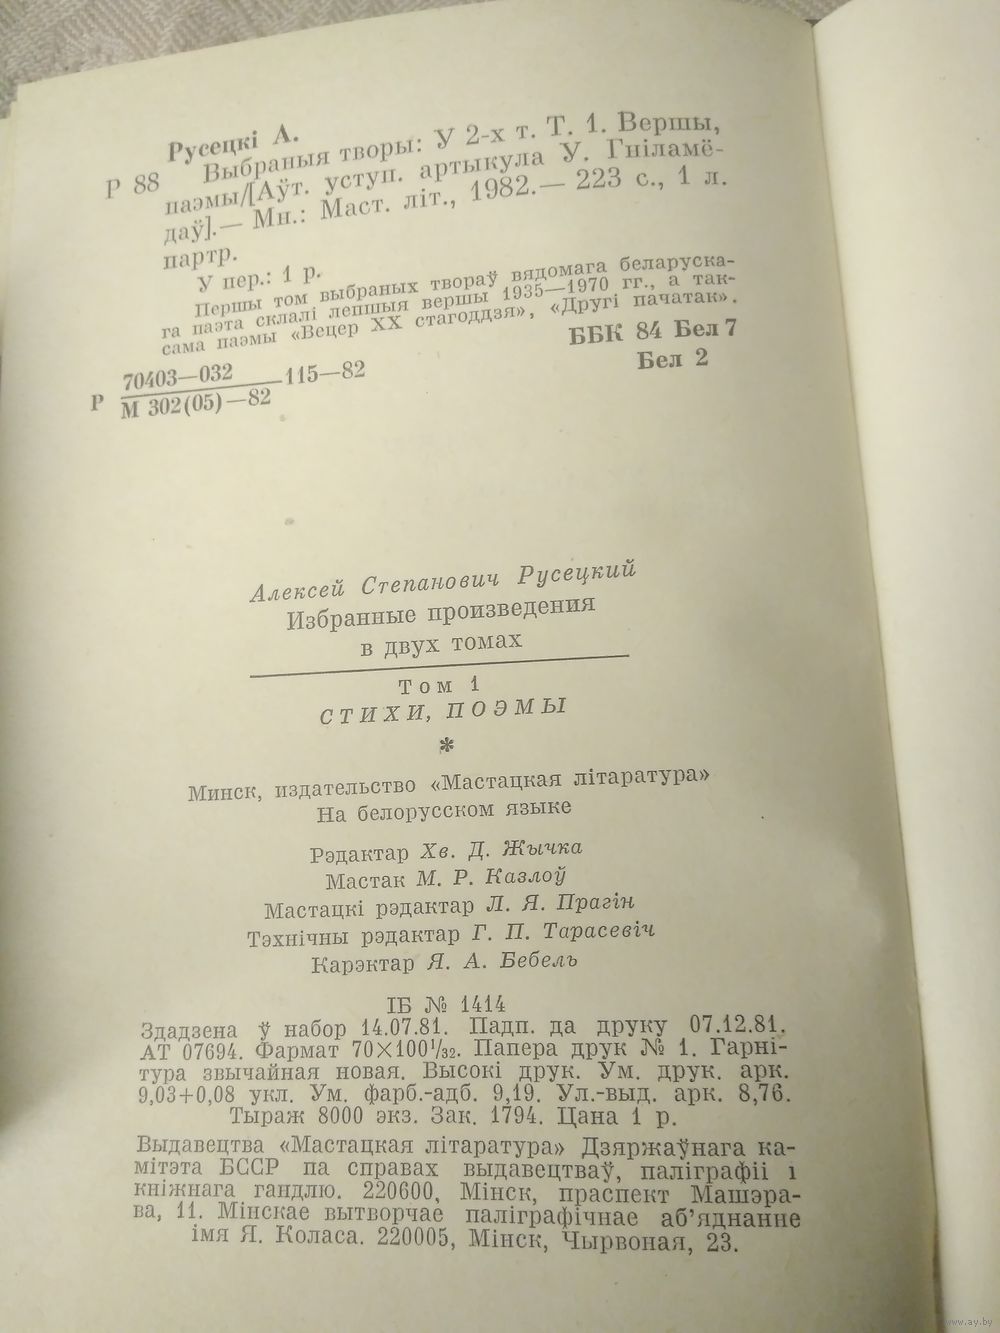 Русецкі А.
Р 88 Выбраныя творы: У 2-х т. Т. 1. Вершы,
паэмы/[Аўт. уступ. артыкула У. Гніламё-
даў].— Мн.: Маст. літ., 1982.— 223 с., 1 л.
партр.
У пер.: 1 р.
Першы том выбраных твораў вядомага беларуска-
га паэта склалі лепшыя вершы 1935—1970 гг., а так-
сама паэмы «Вецер XX стагоддзя», «Другі пачатак».
ББК 84 Бел 7
Бел 2
70403—032
Р 115—82
М 302(05)—82
Алексей Степанович Русецкий
Избранные произведения
в двух томах
Том 1
СТИХИ, ПОЭМЫ
*
Минск, издательство «Мастацкая літаратура»
На белорусском языке
Рэдактар Хв. Д. Жычка
Мастак М. Р. Казлоў
Мастацкі рэдактар Л. Я. Прагін
Тэхнічны рэдактар Г. П. Тарасевіч
Карэктар Я. А. Бебель
ІБ № 1414
Здадзена ў набор 14.07.81. Падп. да друку 07.12.81.
АТ 07694. Фармат 70×100¹/₃₂. Папера друк № 1. Гарні-
тура звычайная новая. Высокі друк. Ум. друк. арк.
9,03+0,08 укл. Ум. фарб.-адб. 9,19. Ул.-выд. арк. 8,76.
Тыраж 8000 экз. Зак. 1794. Цана 1 р.
Выдавецтва «Мастацкая літаратура» Дзяржаўнага ка-
мітэта БССР па справах выдавецтваў, паліграфіі і
кніжнага гандлю. 220600, Мінск, праспект Машэра-
ва, 11. Мінскае вытворчае паліграфічнае аб’яднанне
імя Я. Коласа. 220005, Мінск, Чырвоная, 23.
www.ay.by